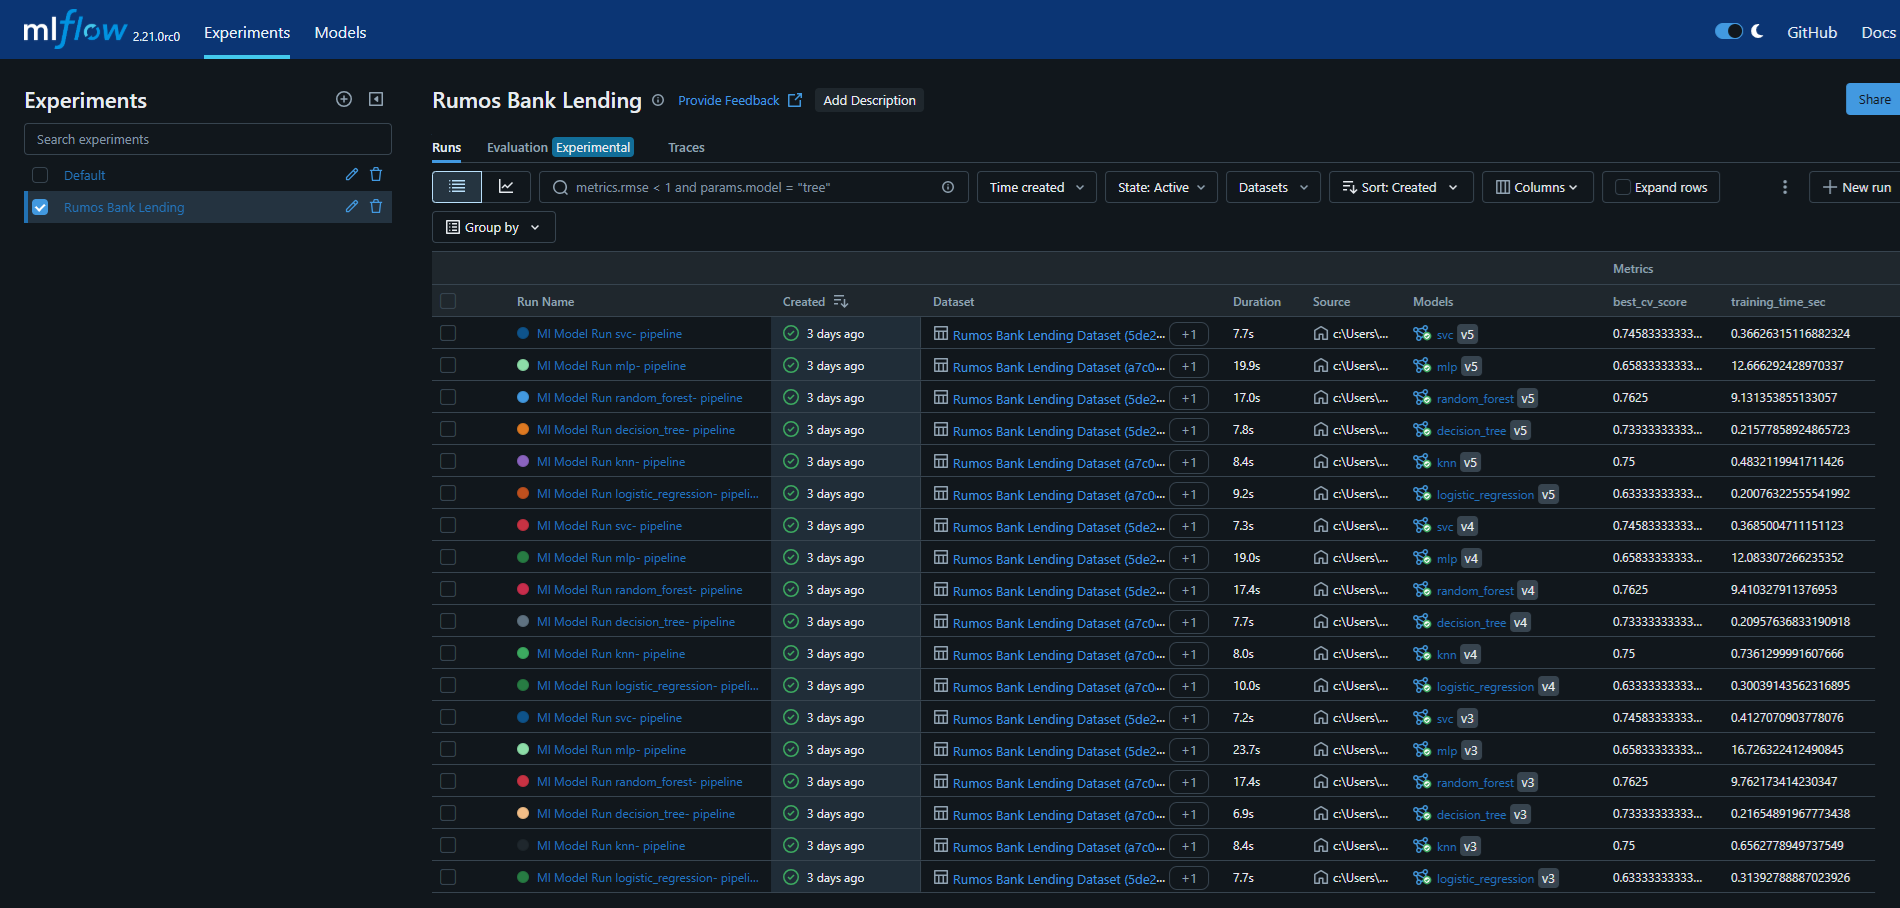 mlflow 2.21.0rc0 Experiments Models GitHub Docs
Experiments
Search experiments
Default
Rumos Bank Lending
Rumos Bank Lending Provide Feedback Add Description Share
Runs Evaluation Experimental Traces
metrics.rmse < 1 and params.model = "tree" Time created State: Active Datasets Sort: Created Columns Expand rows New run
Group by
Metrics
Run Name Created Dataset Duration Source Models best_cv_score training_time_sec
Ml Model Run svc- pipeline 3 days ago Rumos Bank Lending Dataset (5de2... +1 7.7s c:\Users\... svc v5 0.74583333333... 0.36626315116882324
Ml Model Run mlp- pipeline 3 days ago Rumos Bank Lending Dataset (a7c0... +1 19.9s c:\Users\... mlp v5 0.65833333333... 12.666292428970337
Ml Model Run random_forest- pipeline 3 days ago Rumos Bank Lending Dataset (5de2... +1 17.0s c:\Users\... random_forest v5 0.7625 9.131353855133057
Ml Model Run decision_tree- pipeline 3 days ago Rumos Bank Lending Dataset (5de2... +1 7.8s c:\Users\... decision_tree v5 0.73333333333... 0.21577858924865723
Ml Model Run knn- pipeline 3 days ago Rumos Bank Lending Dataset (a7c0... +1 8.4s c:\Users\... knn v5 0.75 0.4832119941711426
Ml Model Run logistic_regression- pipeli... 3 days ago Rumos Bank Lending Dataset (a7c0... +1 9.2s c:\Users\... logistic_regression v5 0.63333333333... 0.20076322555541992
Ml Model Run svc- pipeline 3 days ago Rumos Bank Lending Dataset (5de2... +1 7.3s c:\Users\... svc v4 0.74583333333... 0.3685004711151123
Ml Model Run mlp- pipeline 3 days ago Rumos Bank Lending Dataset (5de2... +1 19.0s c:\Users\... mlp v4 0.65833333333... 12.083307266235352
Ml Model Run random_forest- pipeline 3 days ago Rumos Bank Lending Dataset (5de2... +1 17.4s c:\Users\... random_forest v4 0.7625 9.410327911376953
Ml Model Run decision_tree- pipeline 3 days ago Rumos Bank Lending Dataset (a7c0... +1 7.7s c:\Users\... decision_tree v4 0.73333333333... 0.20957636833190918
Ml Model Run knn- pipeline 3 days ago Rumos Bank Lending Dataset (a7c0... +1 8.0s c:\Users\... knn v4 0.75 0.7361299991607666
Ml Model Run logistic_regression- pipeli... 3 days ago Rumos Bank Lending Dataset (a7c0... +1 10.0s c:\Users\... logistic_regression v4 0.63333333333... 0.30039143562316895
Ml Model Run svc- pipeline 3 days ago Rumos Bank Lending Dataset (5de2... +1 7.2s c:\Users\... svc v3 0.74583333333... 0.4127070903778076
Ml Model Run mlp- pipeline 3 days ago Rumos Bank Lending Dataset (5de2... +1 23.7s c:\Users\... mlp v3 0.65833333333... 16.726322412490845
Ml Model Run random_forest- pipeline 3 days ago Rumos Bank Lending Dataset (a7c0... +1 17.4s c:\Users\... random_forest v3 0.7625 9.762173414230347
Ml Model Run decision_tree- pipeline 3 days ago Rumos Bank Lending Dataset (a7c0... +1 6.9s c:\Users\... decision_tree v3 0.73333333333... 0.21654891967773438
Ml Model Run knn- pipeline 3 days ago Rumos Bank Lending Dataset (a7c0... +1 8.4s c:\Users\... knn v3 0.75 0.6562778949737549
Ml Model Run logistic_regression- pipeli... 3 days ago Rumos Bank Lending Dataset (5de2... +1 7.7s c:\Users\... logistic_regression v3 0.63333333333... 0.31392788887023926